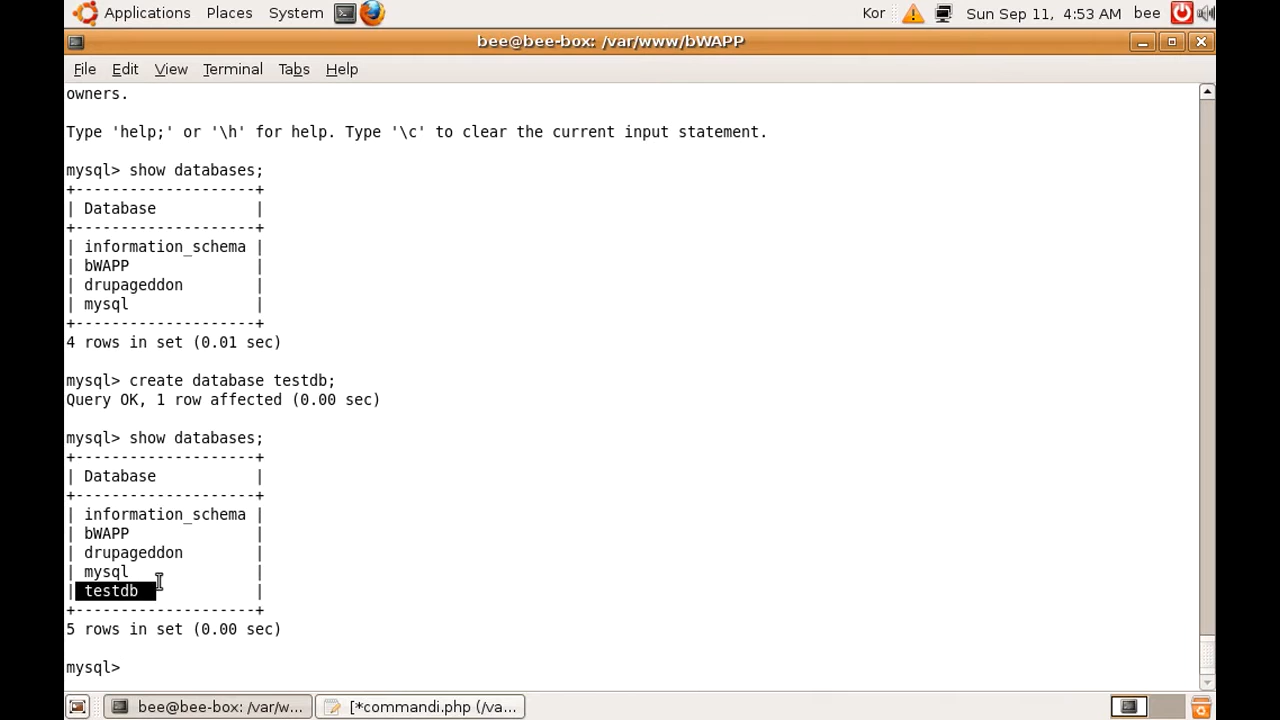 Applications Places System Kor Sun Sep 11, 4:53 AM bee
bee@bee-box: /var/www/bWAPP
File Edit View Terminal Tabs Help
owners.
Type 'help;' or '\h' for help. Type '\c' to clear the current input statement.
mysql> show databases;
+--------------------+
| Database           |
+--------------------+
| information_schema |
| bWAPP              |
| drupageddon        |
| mysql              |
+--------------------+
4 rows in set (0.01 sec)
mysql> create database testdb;
Query OK, 1 row affected (0.00 sec)
mysql> show databases;
+--------------------+
| Database           |
+--------------------+
| information_schema |
| bWAPP              |
| drupageddon        |
| mysql              |
| testdb             |
+--------------------+
5 rows in set (0.00 sec)
mysql>
bee@bee-box: /var/w... [*commandi.php (/va...